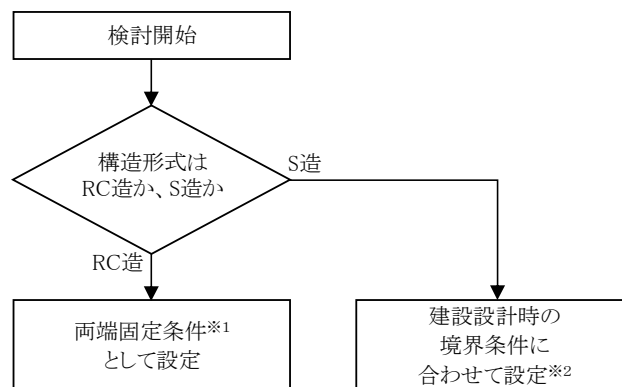 検討開始
構造形式は
RC造か、S造か
S造
RC造
両端固定条件※1
として設定
建設設計時の
境界条件に
合わせて設定※2